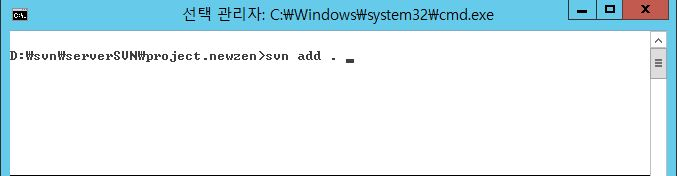 선택 관리자: C:₩Windows₩system32₩cmd.exe
D:₩svn₩serverSVN₩project.newzen>svn add .